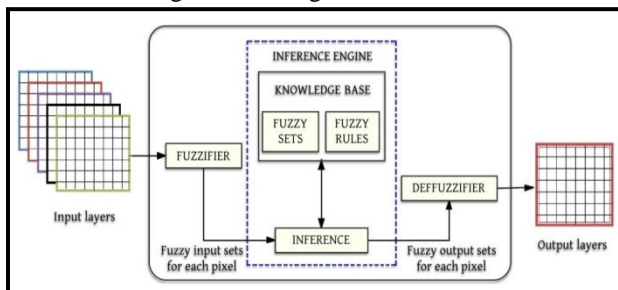 INFERENCE ENGINE
KNOWLEDGE BASE
FUZZY
SETS
FUZZY
RULES
FUZZIFIER
DEFFUZZIFIER
Input layers
INFERENCE
Fuzzy input sets
for each pixel
Fuzzy output sets
for each pixel
Output layers